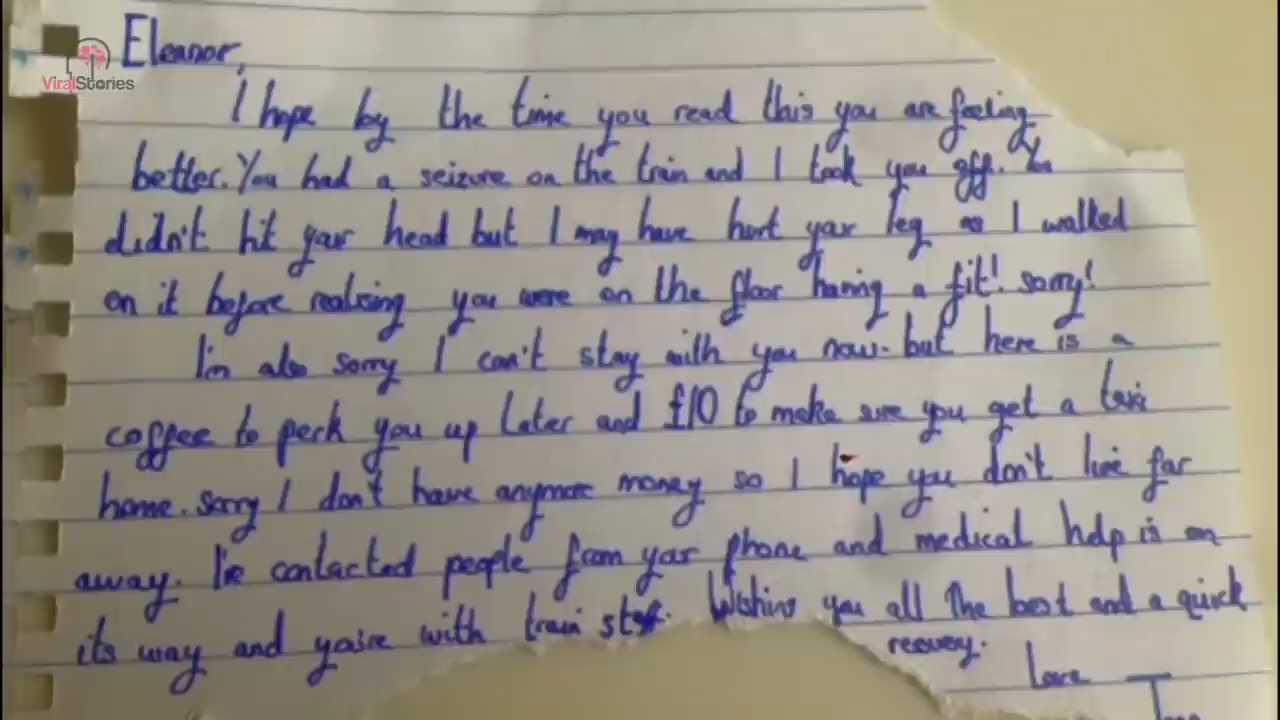 ViralStories
Eleanor,
I hope by the time you read this you are feeling
better. You had a seizure on the train and I took you off. You
didn't hit your head but I may have hurt your leg as I walked
on it before realising you were on the floor having a fit! sorry!
I'm also sorry I can't stay with you now. but here is a
coffee to perk you up later and £10 to make sure you get a taxi
home. sorry I don't have anymore money so I hope you don't live far
away. I've contacted people from your phone and medical help is on
its way and you're with train staff. Wishing you all the best and a quick
recovery.
Love